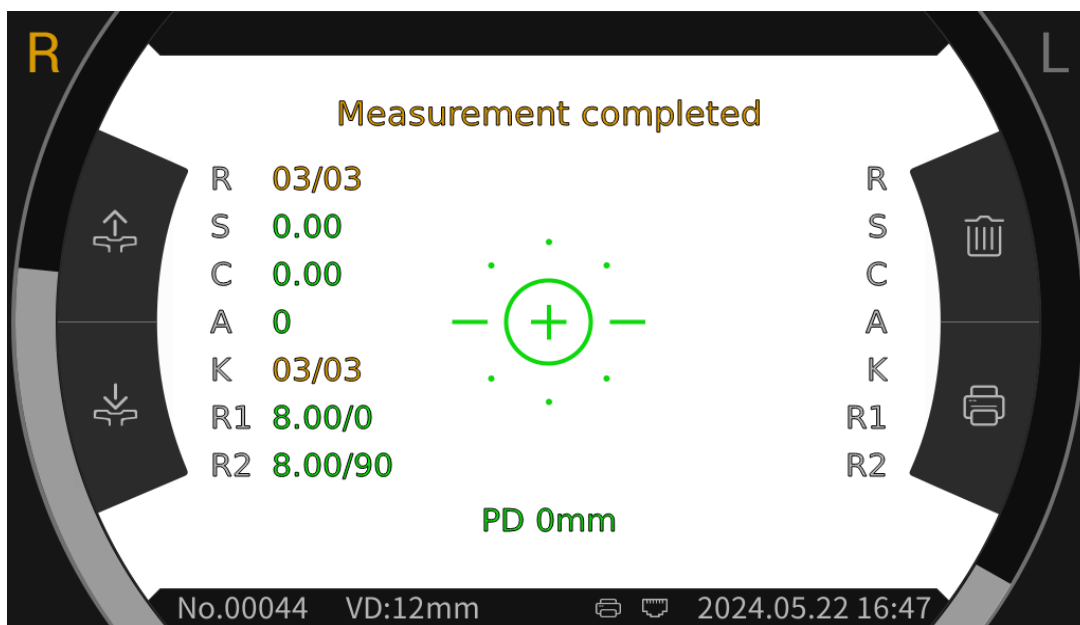 R L
Measurement completed
R 03/03 R
S 0.00 S
C 0.00 C
A 0 A
K 03/03 K
R1 8.00/0 R1
R2 8.00/90 R2
PD 0mm
No.00044 VD:12mm 2024.05.22 16:47